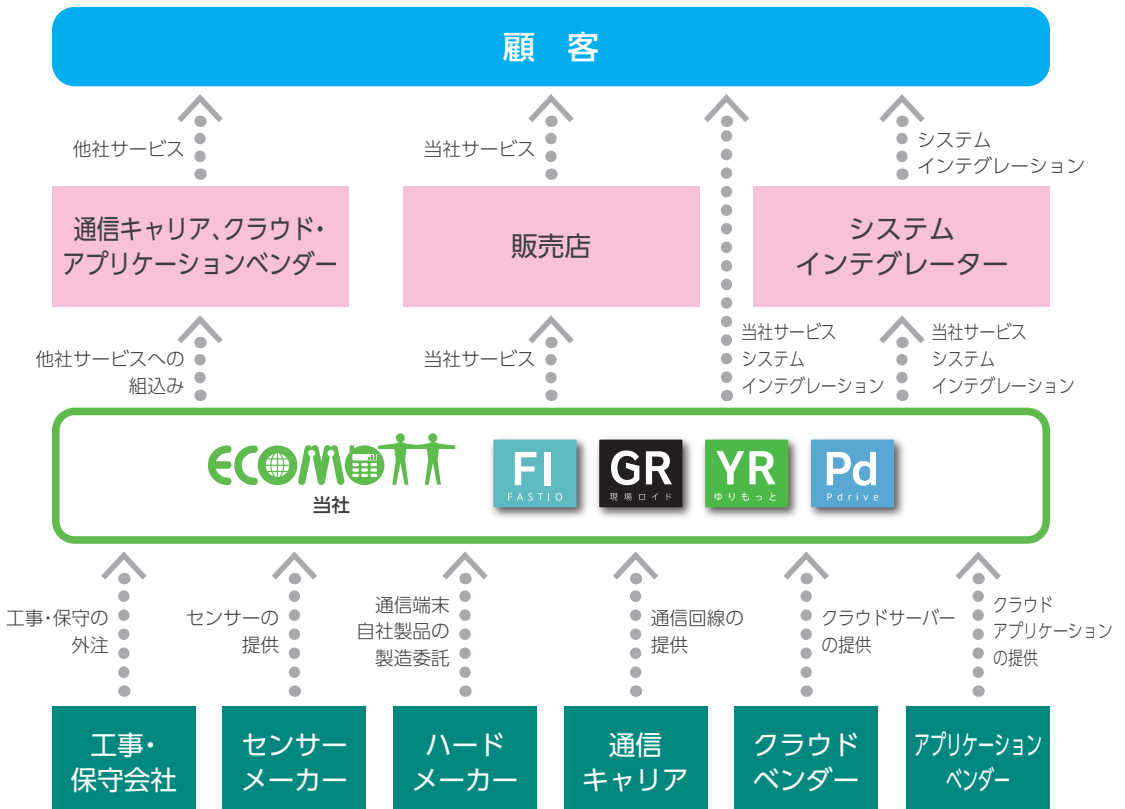 顧 客
他社サービス
当社サービス
システム
インテグレーション
通信キャリア、クラウド・
アプリケーションベンダー
販売店
システム
インテグレーター
他社サービスへの
組込み
当社サービス
当社サービス
システム
インテグレーション
当社サービス
システム
インテグレーション
ECOMOTT
当社
FI
FASTIO
GR
現場ロイド
YR
ゆりもっと
Pd
Pdrive
工事・保守の
外注
センサーの
提供
通信端末
自社製品の
製造委託
通信回線の
提供
クラウドサーバー
の提供
クラウド
アプリケーション
の提供
工事・
保守会社
センサー
メーカー
ハード
メーカー
通信
キャリア
クラウド
ベンダー
アプリケーション
ベンダー